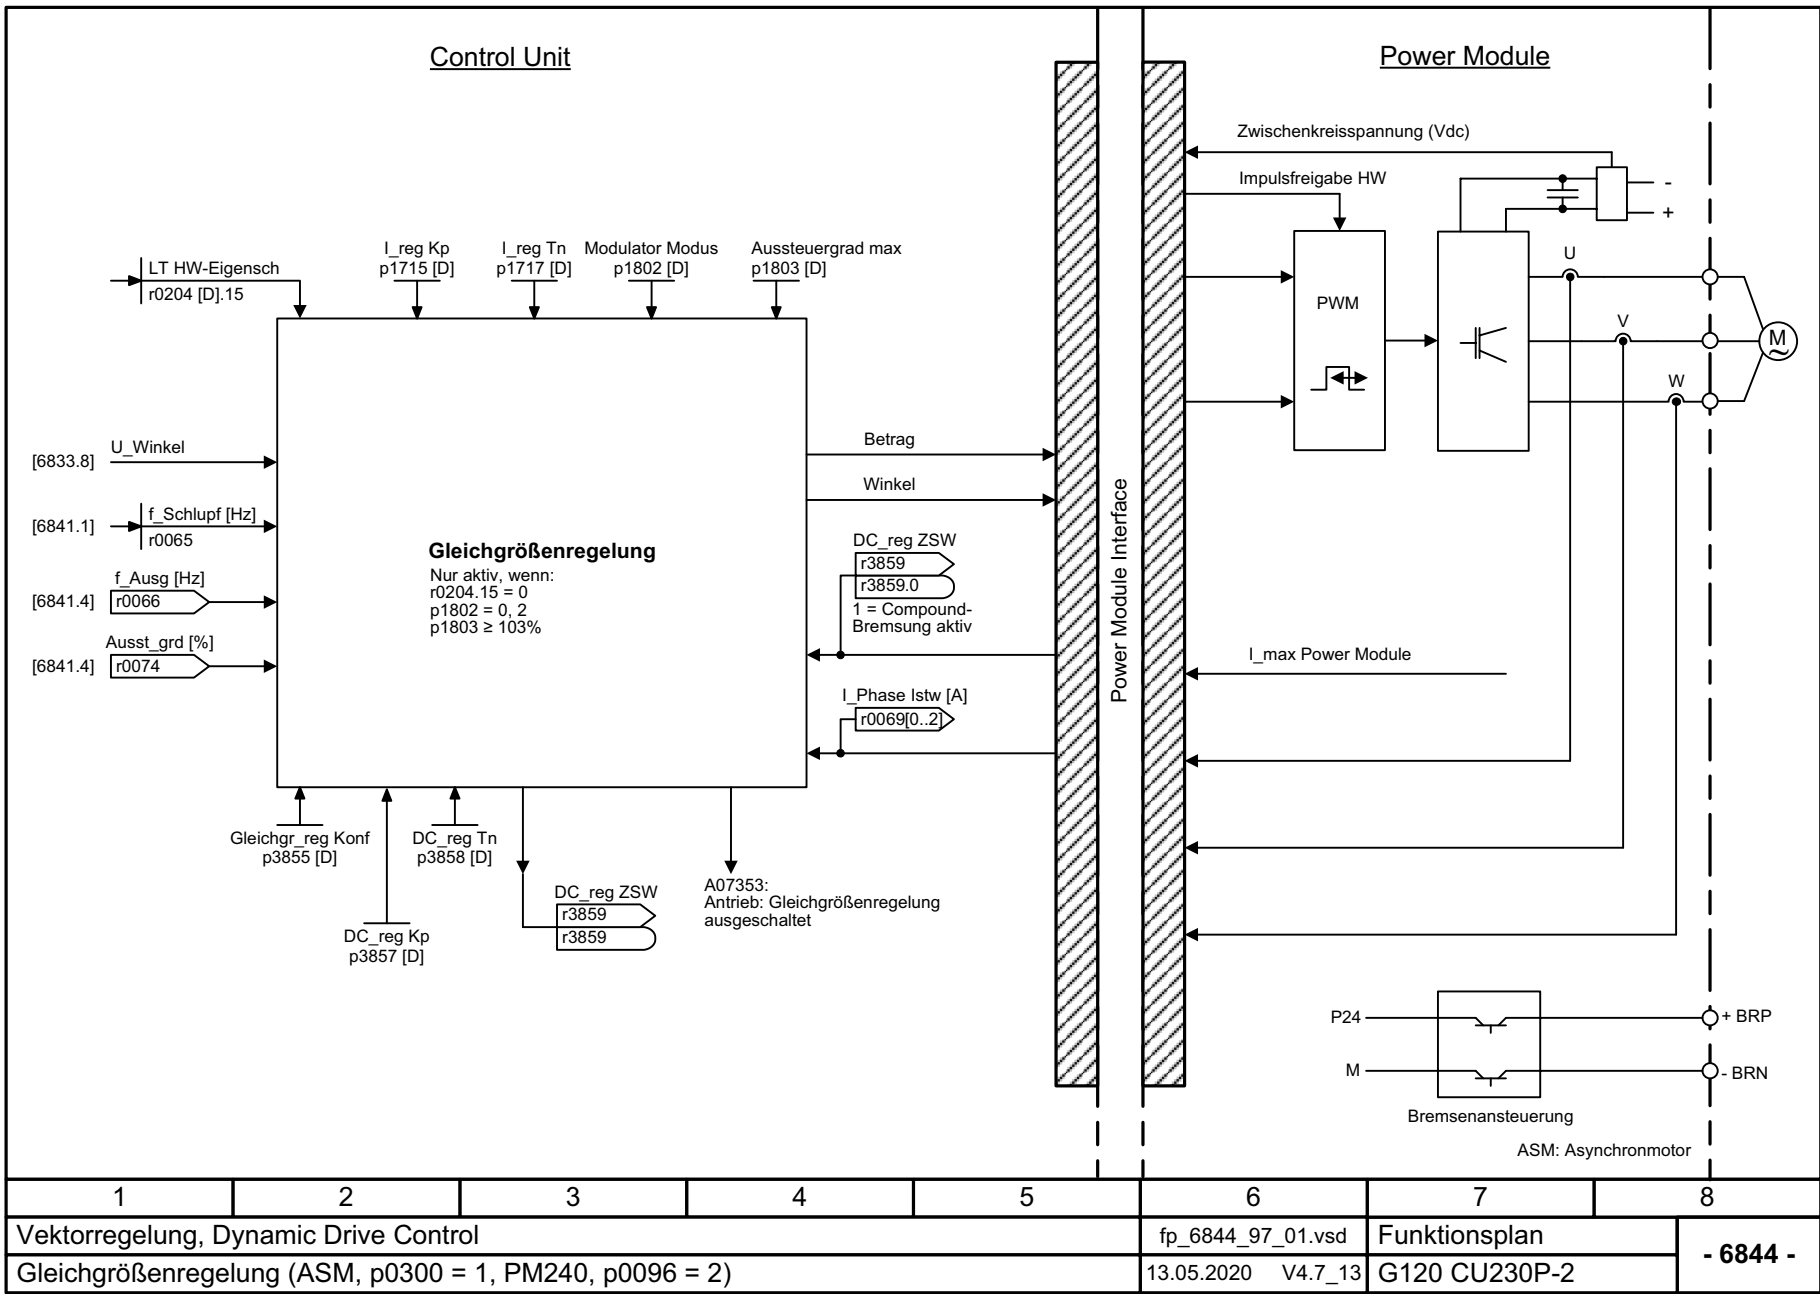 Control Unit
Power Module
Zwischenkreisspannung (Vdc)
Impulsfreigabe HW
-
+
LT HW-Eigensch
r0204 [D].15
I_reg Kp
p1715 [D]
I_reg Tn
p1717 [D]
Modulator Modus
p1802 [D]
Aussteuergrad max
p1803 [D]
PWM
U
V
W
M
~
[6833.8]
U_Winkel
[6841.1]
f_Schlupf [Hz]
r0065
[6841.4]
f_Ausg [Hz]
r0066
[6841.4]
Ausst_grd [%]
r0074
Gleichgrößenregelung
Nur aktiv, wenn:
r0204.15 = 0
p1802 = 0, 2
p1803 ≥ 103%
Betrag
Winkel
DC_reg ZSW
r3859
r3859.0
1 = Compound-
Bremsung aktiv
I_Phase Istw [A]
r0069[0..2]
Power Module Interface
I_max Power Module
Gleichgr_reg Konf
p3855 [D]
DC_reg Kp
p3857 [D]
DC_reg Tn
p3858 [D]
DC_reg ZSW
r3859
r3859
A07353:
Antrieb: Gleichgrößenregelung
ausgeschaltet
P24
+ BRP
M
- BRN
Bremsenansteuerung
ASM: Asynchronmotor
1 2 3 4 5 6 7 8
Vektorregelung, Dynamic Drive Control
fp_6844_97_01.vsd
Funktionsplan
- 6844 -
Gleichgrößenregelung (ASM, p0300 = 1, PM240, p0096 = 2)
13.05.2020 V4.7_13
G120 CU230P-2